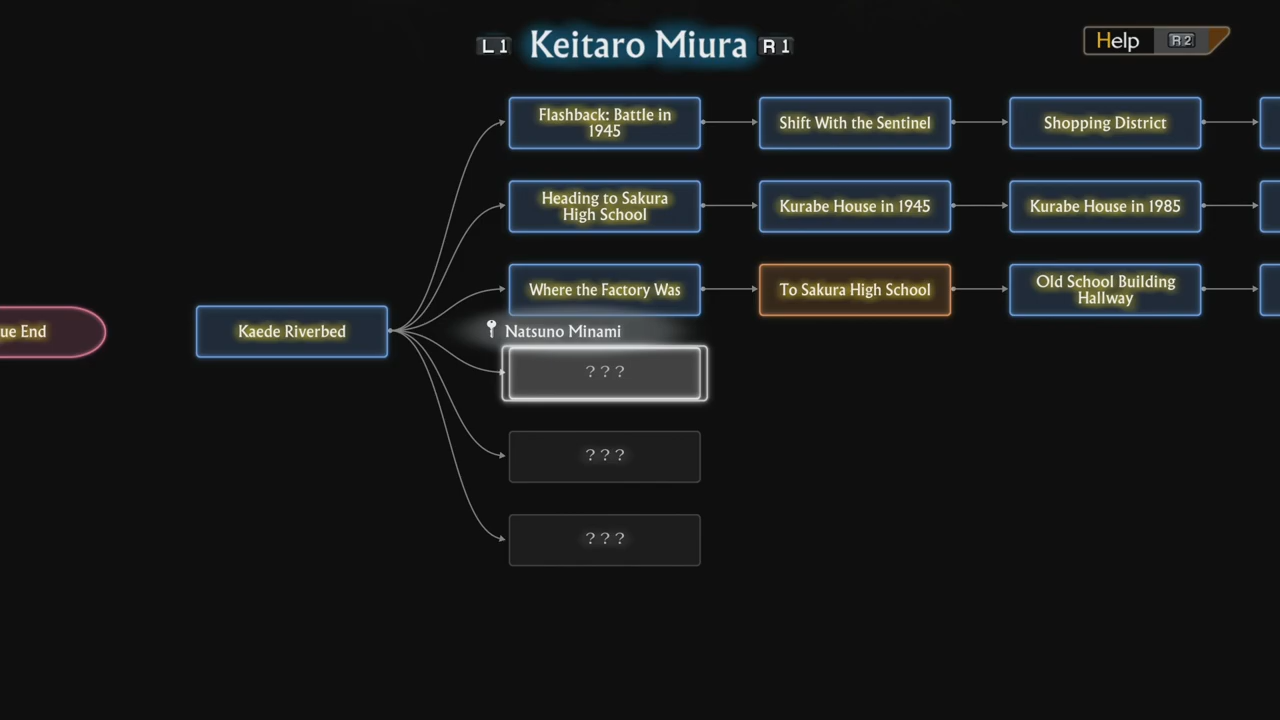 L1 Keitaro Miura R1
Help R2
Flashback: Battle in
1945
Shift With the Sentinel
Shopping District
Heading to Sakura
High School
Kurabe House in 1945
Kurabe House in 1985
Where the Factory Was
To Sakura High School
Old School Building
Hallway
ue End
Kaede Riverbed
Natsuno Minami
? ? ?
? ? ?
? ? ?